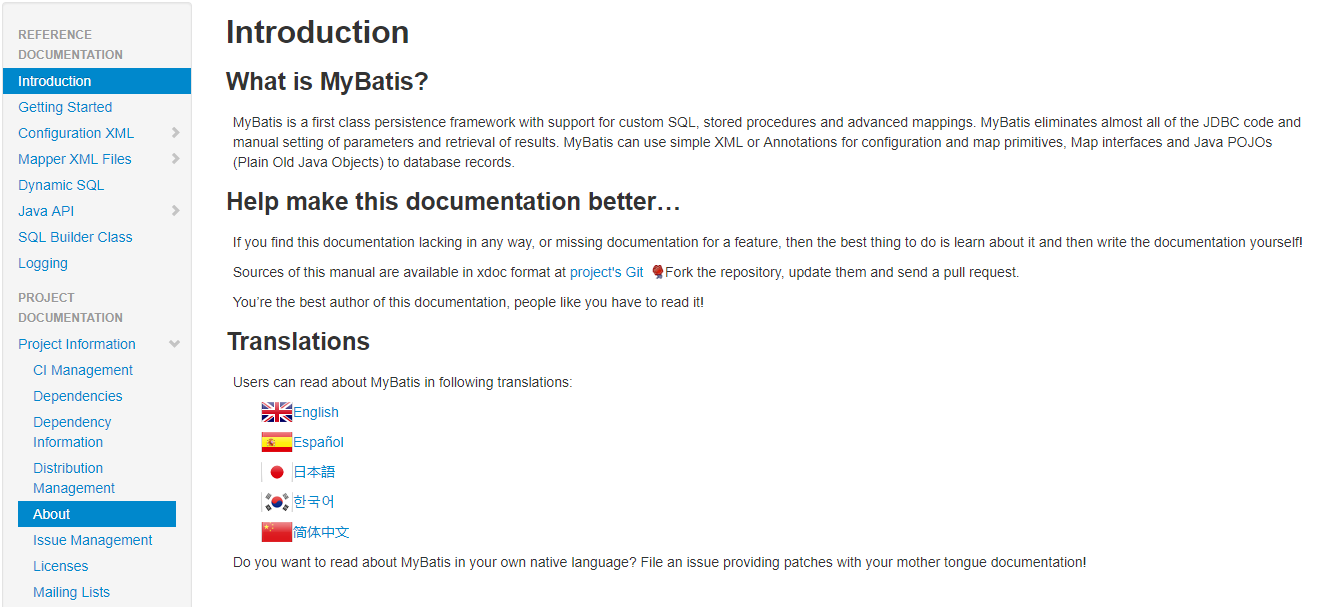 REFERENCE
DOCUMENTATION
Introduction
Getting Started
Configuration XML
Mapper XML Files
Dynamic SQL
Java API
SQL Builder Class
Logging
PROJECT
DOCUMENTATION
Project Information
CI Management
Dependencies
Dependency
Information
Distribution
Management
About
Issue Management
Licenses
Mailing Lists
Introduction
What is MyBatis?
MyBatis is a first class persistence framework with support for custom SQL, stored procedures and advanced mappings. MyBatis eliminates almost all of the JDBC code and
manual setting of parameters and retrieval of results. MyBatis can use simple XML or Annotations for configuration and map primitives, Map interfaces and Java POJOs
(Plain Old Java Objects) to database records.
Help make this documentation better…
If you find this documentation lacking in any way, or missing documentation for a feature, then the best thing to do is learn about it and then write the documentation yourself!
Sources of this manual are available in xdoc format at project's Git Fork the repository, update them and send a pull request.
You’re the best author of this documentation, people like you have to read it!
Translations
Users can read about MyBatis in following translations:
English
Español
日本語
한국어
简体中文
Do you want to read about MyBatis in your own native language? File an issue providing patches with your mother tongue documentation!